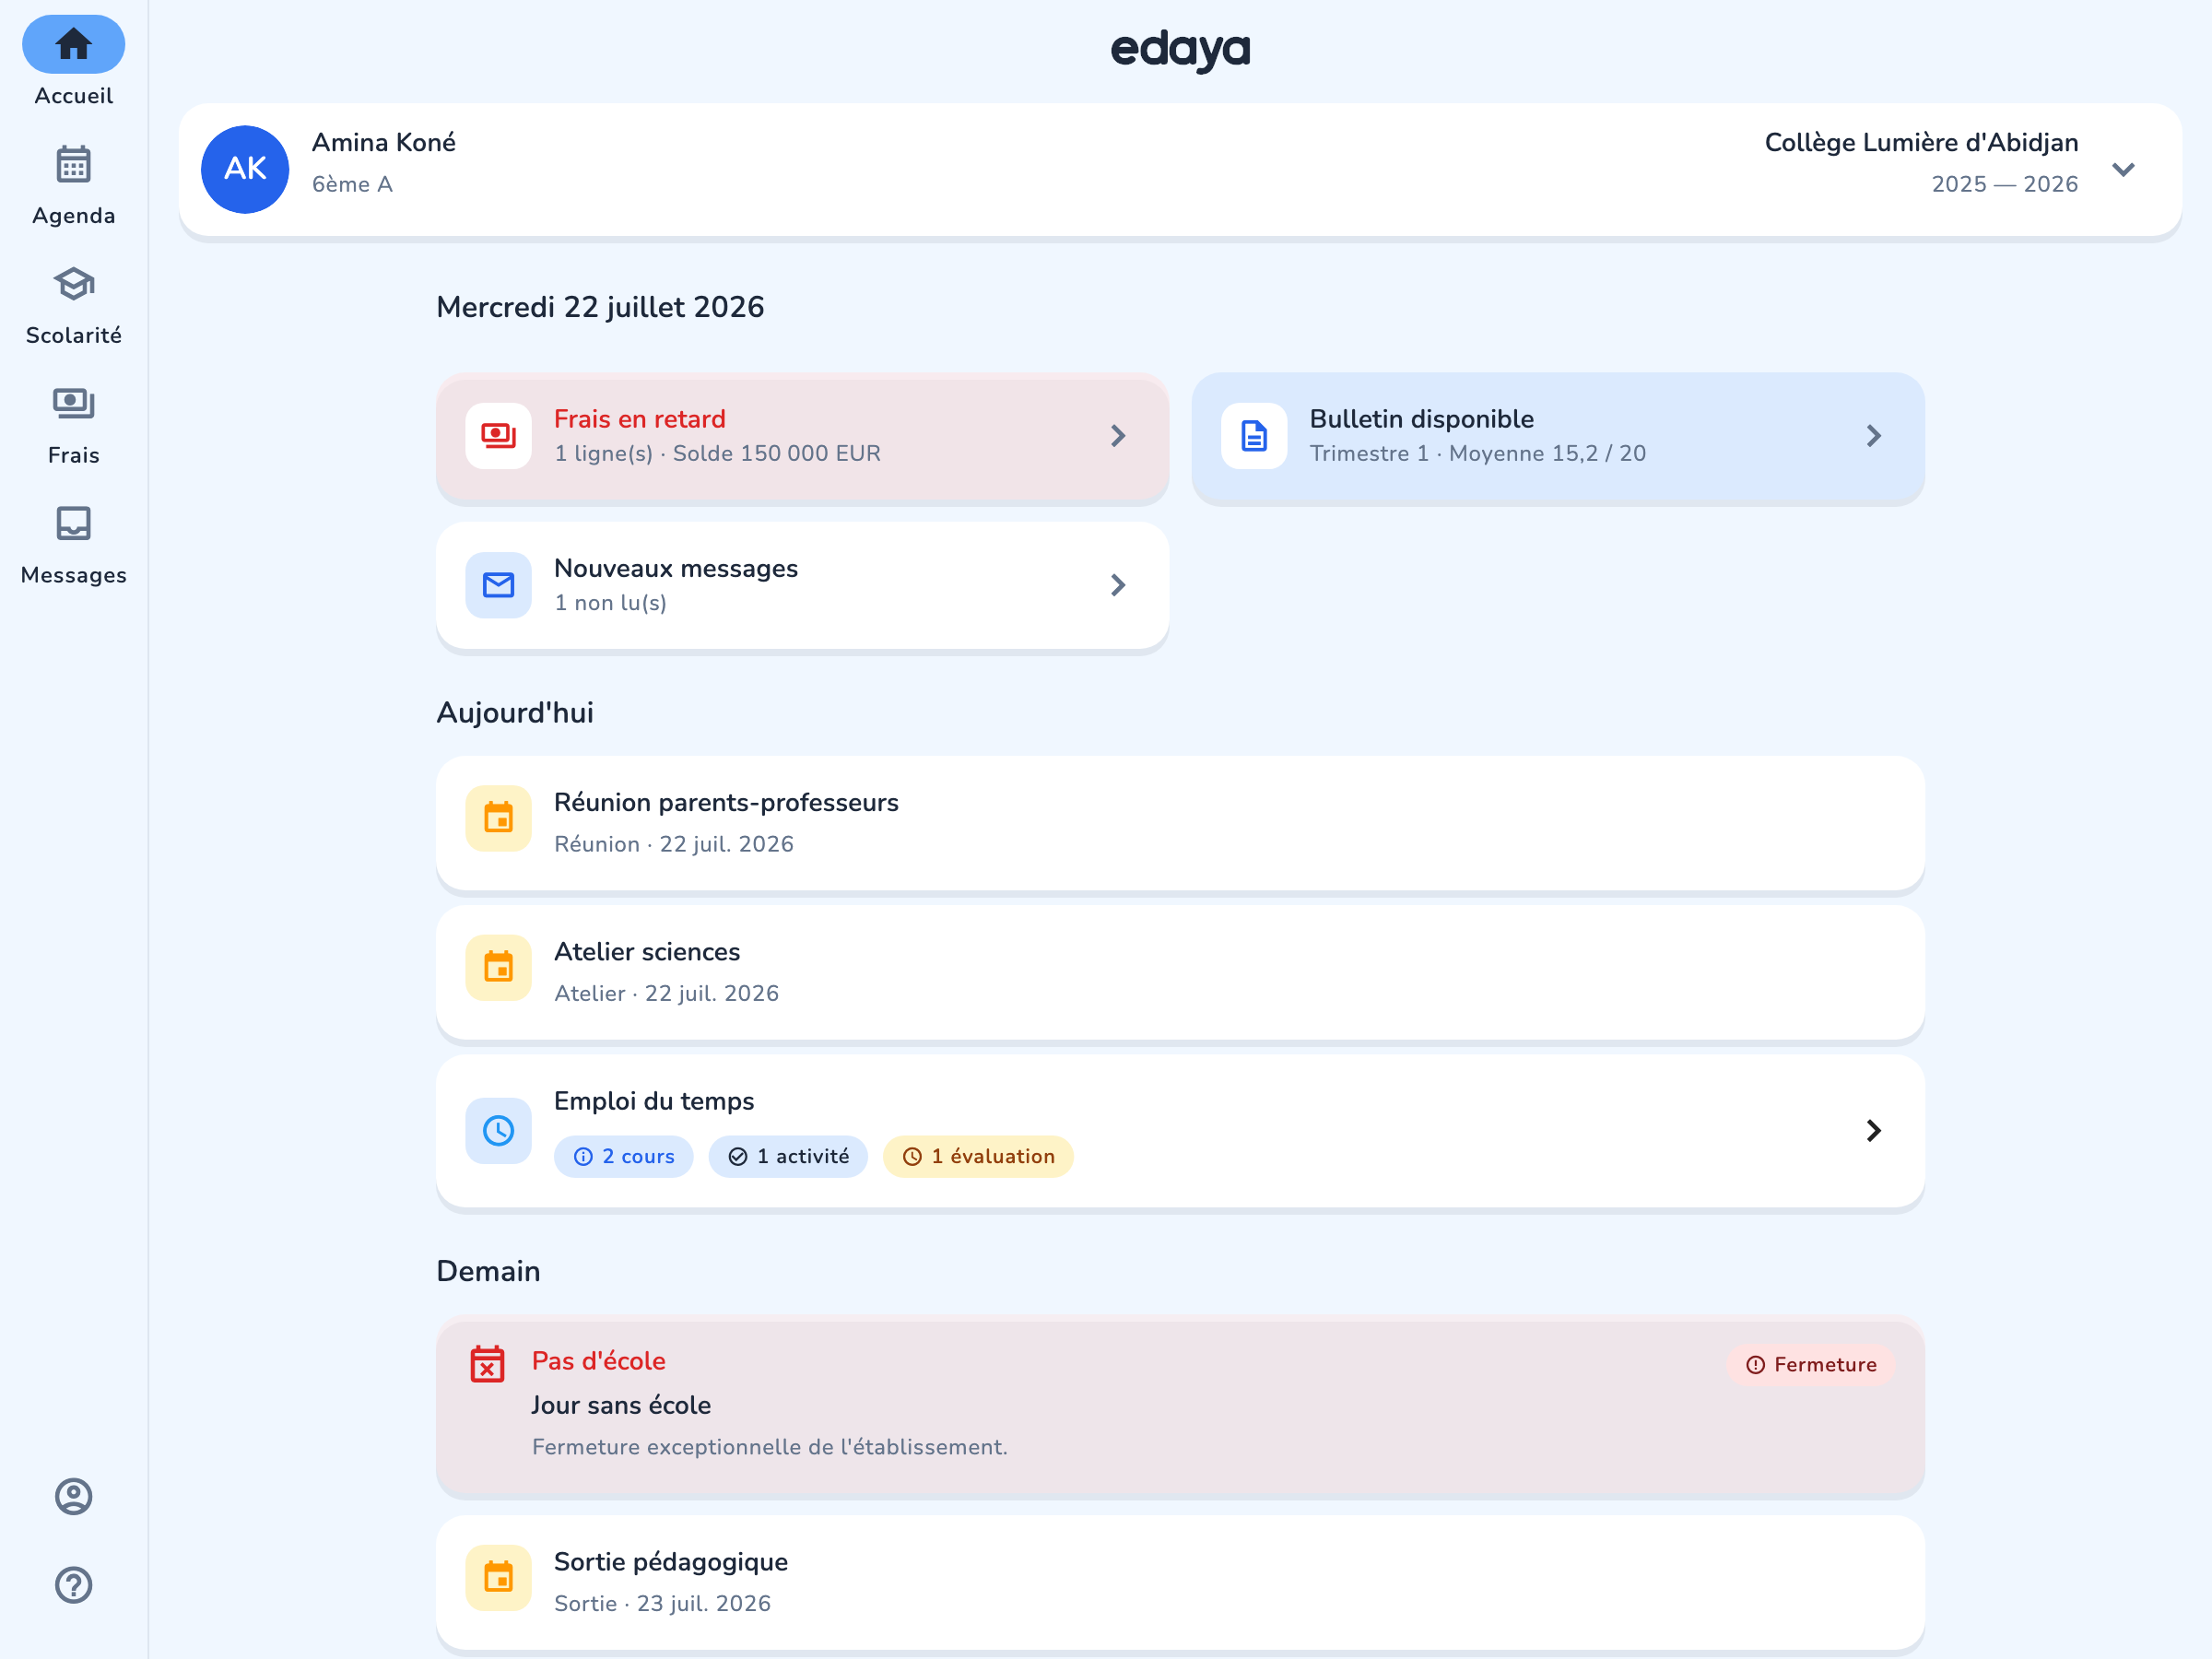 edaya
Accueil
Agenda
Scolarité
Frais
Messages
AK
Amina Koné
6ème A
Collège Lumière d'Abidjan
2025 — 2026
Mercredi 22 juillet 2026
Frais en retard
1 ligne(s) · Solde 150 000 EUR
Bulletin disponible
Trimestre 1 · Moyenne 15,2 / 20
Nouveaux messages
1 non lu(s)
Aujourd'hui
Réunion parents-professeurs
Réunion · 22 juil. 2026
Atelier sciences
Atelier · 22 juil. 2026
Emploi du temps
2 cours
1 activité
1 évaluation
Demain
Pas d'école
Fermeture
Jour sans école
Fermeture exceptionnelle de l'établissement.
Sortie pédagogique
Sortie · 23 juil. 2026